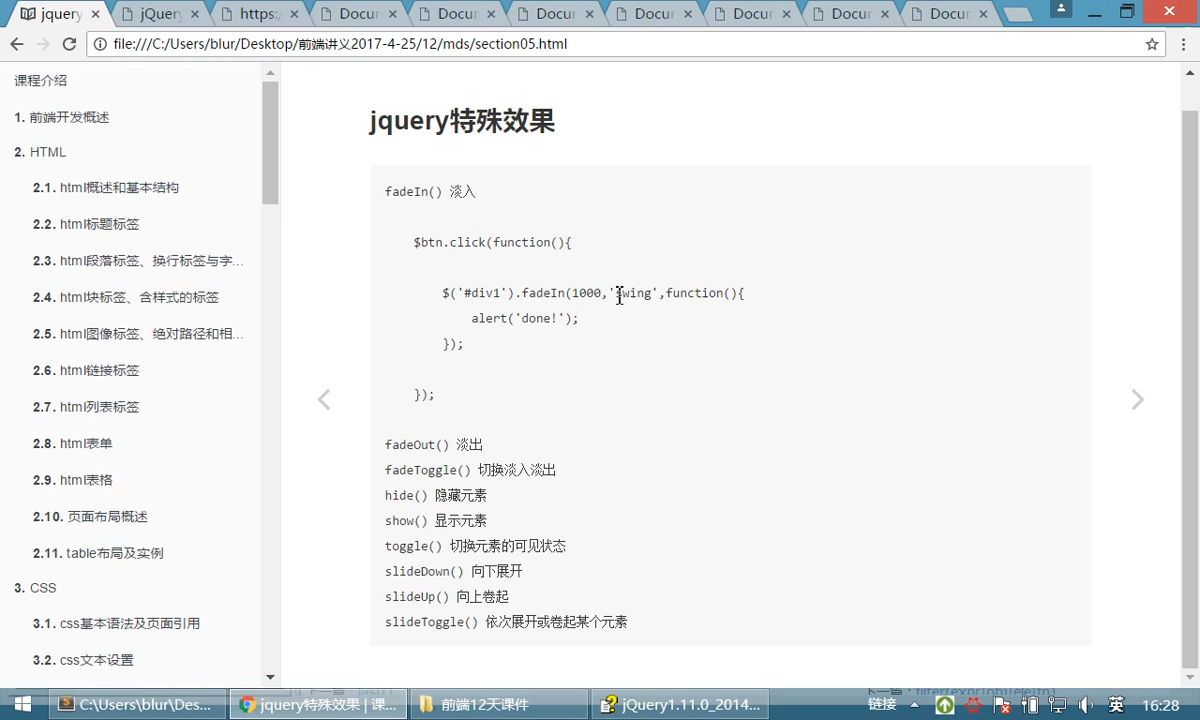 jquery
jQuery
https:
Docum
Docum
Docum
Docum
Docum
Docum
Docum
file:///C:/Users/blur/Desktop/前端讲义2017-4-25/12/mds/section05.html
课程介绍
1. 前端开发概述
2. HTML
2.1. html概述和基本结构
2.2. html标题标签
2.3. html段落标签、换行标签与字...
2.4. html块标签、含样式的标签
2.5. html图像标签、绝对路径和相...
2.6. html链接标签
2.7. html列表标签
2.8. html表单
2.9. html表格
2.10. 页面布局概述
2.11. table布局及实例
3. CSS
3.1. css基本语法及页面引用
3.2. css文本设置
jquery特殊效果
fadeIn() 淡入
$btn.click(function(){
$('#div1').fadeIn(1000,'swing',function(){
alert('done!');
});
});
fadeOut() 淡出
fadeToggle() 切换淡入淡出
hide() 隐藏元素
show() 显示元素
toggle() 切换元素的可见状态
slideDown() 向下展开
slideUp() 向上卷起
slideToggle() 依次展开或卷起某个元素
C:\Users\blur\Des...
jquery特殊效果 | 课...
前端12天课件
jQuery1.11.0_2014...
链接
英
16:28